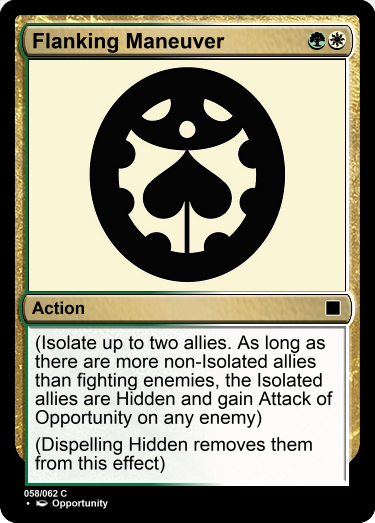 Flanking Maneuver
Action
(Isolate up to two allies. As long as
there are more non-Isolated allies
than fighting enemies, the Isolated
allies are Hidden and gain Attack of
Opportunity on any enemy)
(Dispelling Hidden removes them
from this effect)
058/062 C
• Opportunity